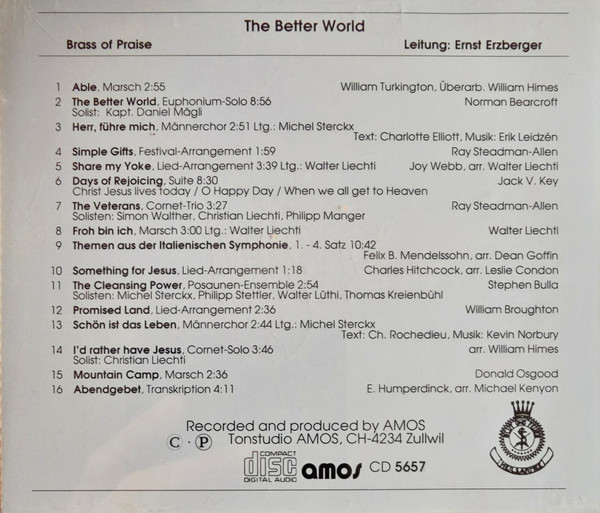 The Better World
Brass of Praise Leitung: Ernst Erzberger
1 Able, Marsch 2:55 William Turkington, Überarb. William Himes
2 The Better World, Euphonium-Solo 8:56 Norman Bearcroft
Solist: Kapt. Daniel Mägli
3 Herr, führe mich, Männerchor 2:51 Ltg.: Michel Sterckx
Text: Charlotte Elliott, Musik: Erik Leidzén
4 Simple Gifts, Festival-Arrangement 1:59 Ray Steadman-Allen
5 Share my Yoke, Lied-Arrangement 3:39 Ltg.: Walter Liechti Joy Webb, arr. Walter Liechti
6 Days of Rejoicing, Suite 8:30 Jack V. Key
Christ Jesus lives today / O Happy Day / When we all get to Heaven
7 The Veterans, Cornet-Trio 3:27 Ray Steadman-Allen
Solisten: Simon Walther, Christian Liechti, Philipp Manger
8 Froh bin ich, Marsch 3:00 Ltg.: Walter Liechti Walter Liechti
9 Themen aus der Italienischen Symphonie, 1. - 4. Satz 10:42
Felix B. Mendelssohn, arr. Dean Goffin
10 Something for Jesus, Lied-Arrangement 1:18 Charles Hitchcock, arr. Leslie Condon
11 The Cleansing Power, Posaunen-Ensemble 2:54 Stephen Bulla
Solisten: Michel Sterckx, Philipp Stettler, Walter Lüthi, Thomas Kreienbühl
12 Promised Land, Lied-Arrangement 2:36 William Broughton
13 Schön ist das Leben, Männerchor 2:44 Ltg.: Michel Sterckx
Text: Ch. Rochedieu, Musik: Kevin Norbury
14 I'd rather have Jesus, Cornet-Solo 3:46 arr. William Himes
Solist: Christian Liechti
15 Mountain Camp, Marsch 2:36 Donald Osgood
16 Abendgebet, Transkription 4:11 E. Humperdinck, arr. Michael Kenyon
Recorded and produced by AMOS
© · ℗ Tonstudio AMOS, CH-4234 Zullwil
COMPACT
disc amos CD 5657
DIGITAL AUDIO